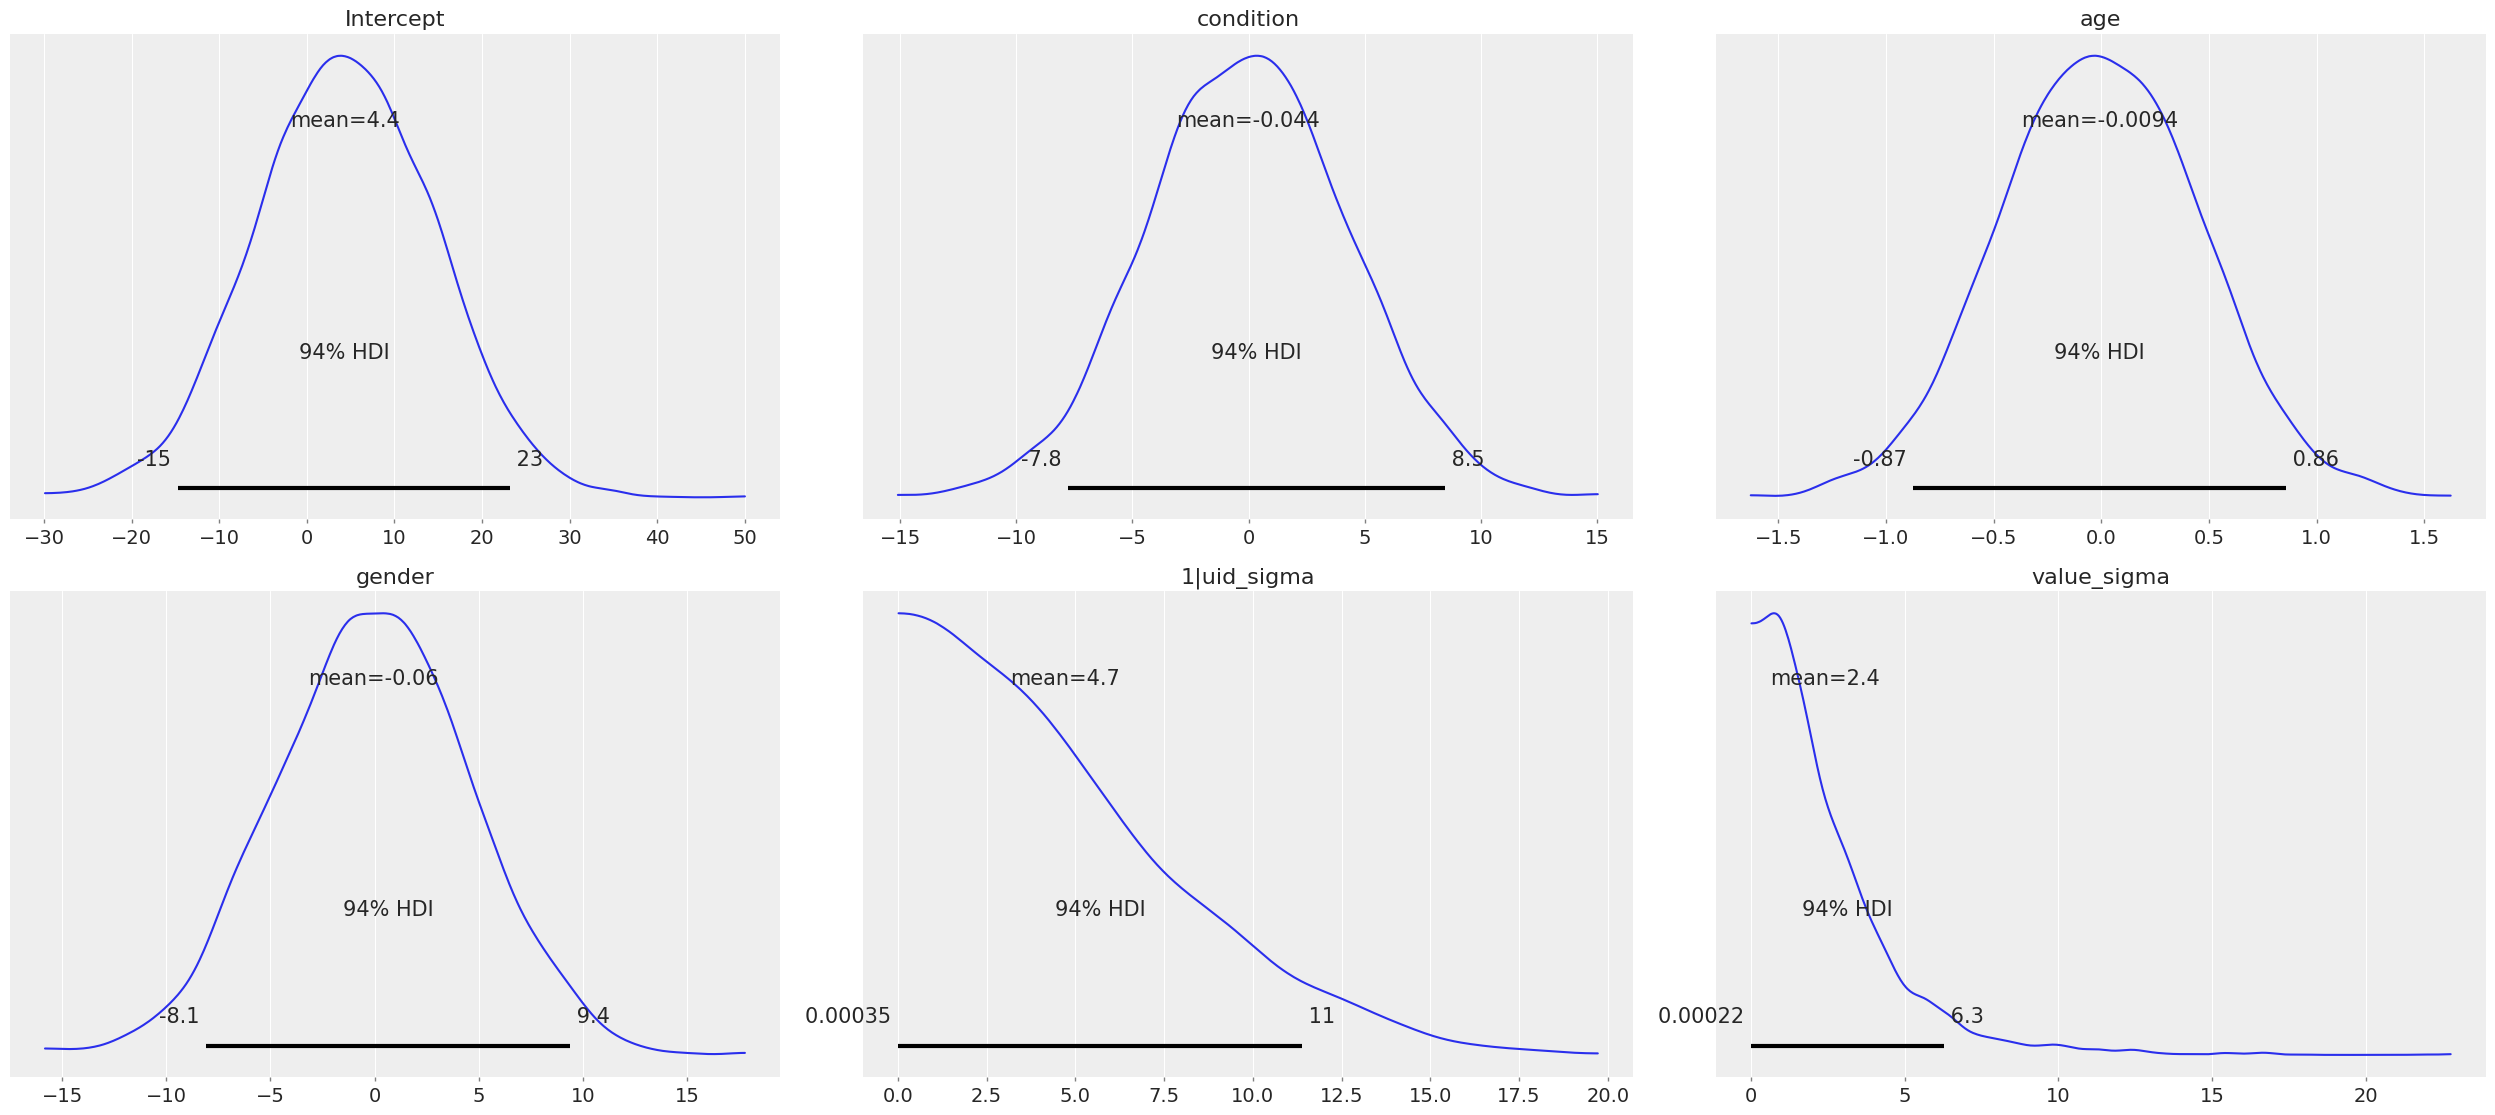 Intercept
mean=4.4
94% HDI
-15 23
−30 −20 −10 0 10 20 30 40 50
condition
mean=-0.044
94% HDI
-7.8 8.5
−15 −10 −5 0 5 10 15
age
mean=-0.0094
94% HDI
-0.87 0.86
−1.5 −1.0 −0.5 0.0 0.5 1.0 1.5
gender
mean=-0.06
94% HDI
-8.1 9.4
−15 −10 −5 0 5 10 15
1|uid_sigma
mean=4.7
94% HDI
0.00035 11
0.0 2.5 5.0 7.5 10.0 12.5 15.0 17.5 20.0
value_sigma
mean=2.4
94% HDI
0.00022 6.3
0 5 10 15 20